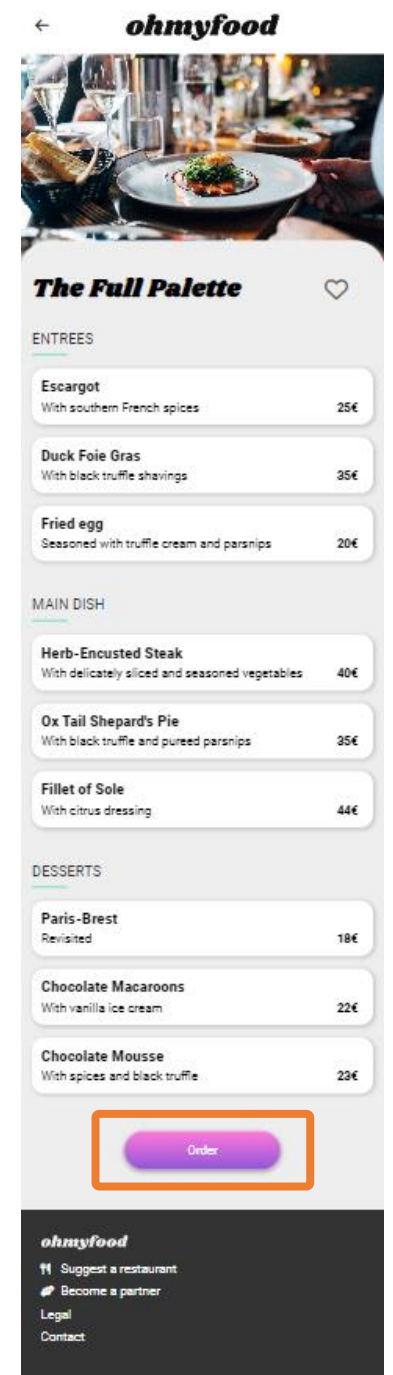 ohmyfood
The Full Palette
ENTREES
Escargot
With southern French spices 25€
Duck Foie Gras
With black truffle shavings 35€
Fried egg
Seasoned with truffle cream and parsnips 20€
MAIN DISH
Herb-Encusted Steak
With delicately sliced and seasoned vegetables 40€
Ox Tail Shepard's Pie
With black truffle and pureed parsnips 35€
Fillet of Sole
With citrus dressing 44€
DESSERTS
Paris-Brest
Revisited 18€
Chocolate Macaroons
With vanilla ice cream 22€
Chocolate Mousse
With spices and black truffle 23€
Order
ohmyfood
Suggest a restaurant
Become a partner
Legal
Contact